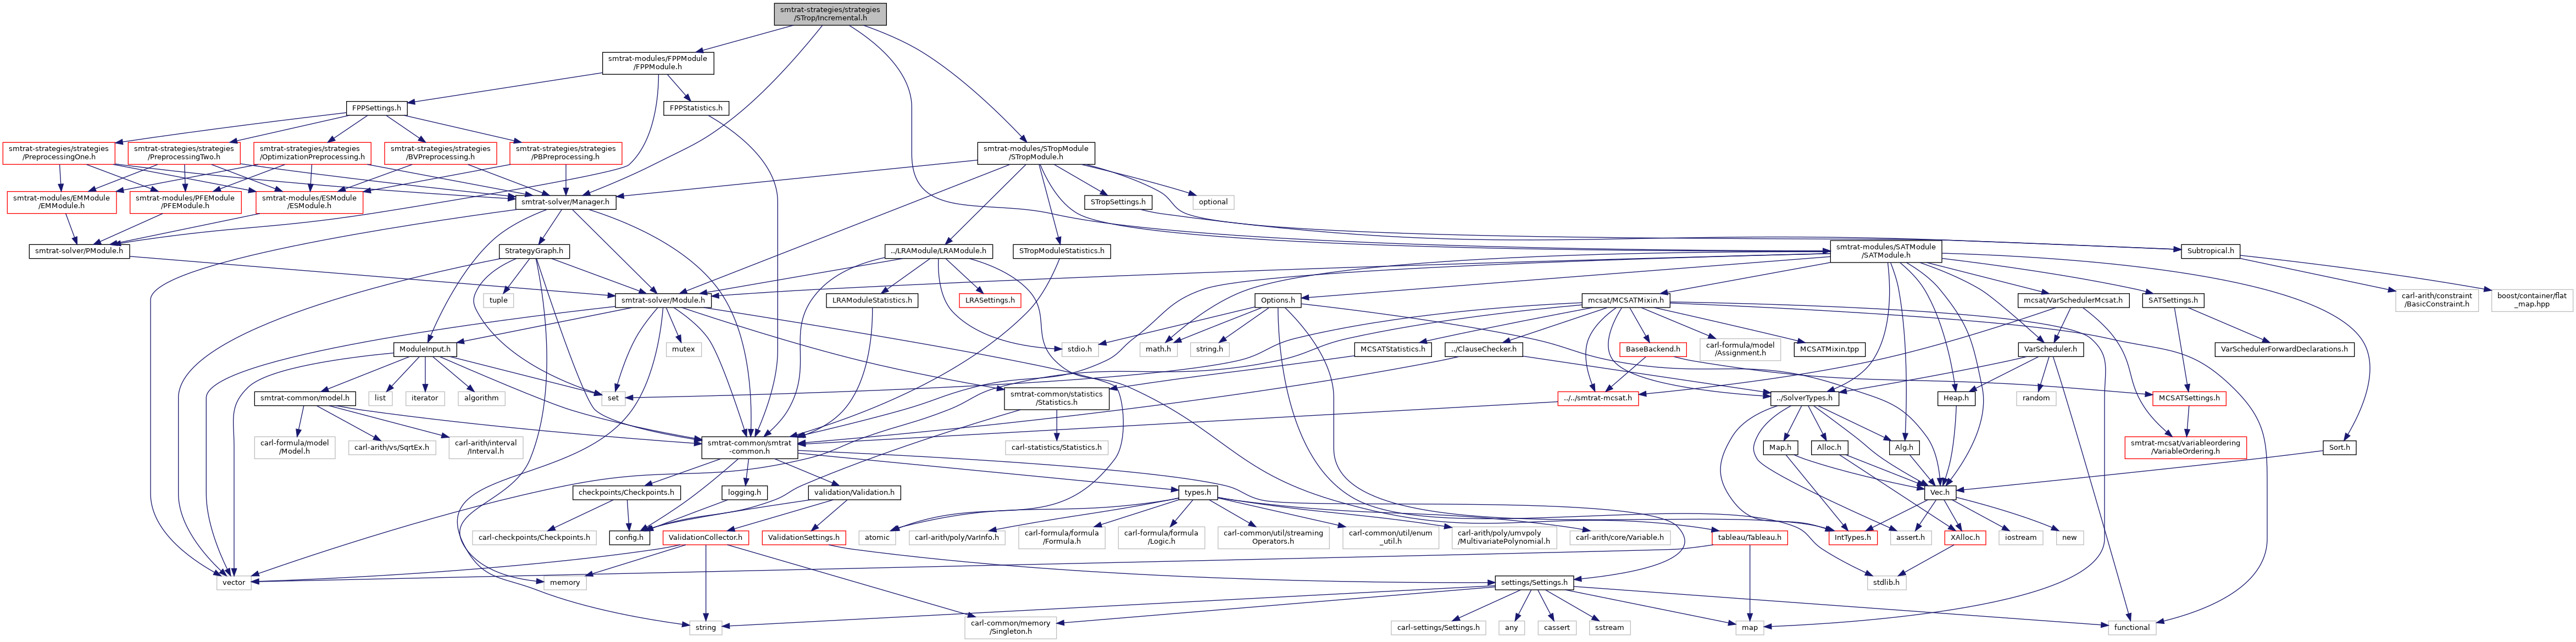 smtrat-strategies/strategies
/STrop/Incremental.h
smtrat-modules/FPPModule
/FPPModule.h
FPPSettings.h
FPPStatistics.h
smtrat-strategies/strategies
/PreprocessingOne.h
smtrat-strategies/strategies
/PreprocessingTwo.h
smtrat-strategies/strategies
/OptimizationPreprocessing.h
smtrat-strategies/strategies
/BVPreprocessing.h
smtrat-strategies/strategies
/PBPreprocessing.h
smtrat-modules/STropModule
/STropModule.h
smtrat-modules/EMModule
/EMModule.h
smtrat-modules/PFEModule
/PFEModule.h
smtrat-modules/ESModule
/ESModule.h
smtrat-solver/Manager.h
STropSettings.h
optional
smtrat-solver/PModule.h
StrategyGraph.h
../LRAModule/LRAModule.h
STropModuleStatistics.h
smtrat-modules/SATModule
/SATModule.h
Subtropical.h
tuple
smtrat-solver/Module.h
LRAModuleStatistics.h
LRASettings.h
Options.h
mcsat/MCSATMixin.h
mcsat/VarSchedulerMcsat.h
SATSettings.h
carl-arith/constraint
/BasicConstraint.h
boost/container/flat
_map.hpp
ModuleInput.h
mutex
stdio.h
math.h
string.h
MCSATStatistics.h
../ClauseChecker.h
BaseBackend.h
carl-formula/model
/Assignment.h
MCSATMixin.tpp
VarScheduler.h
VarSchedulerForwardDeclarations.h
smtrat-common/model.h
list
iterator
algorithm
set
smtrat-common/statistics
/Statistics.h
../../smtrat-mcsat.h
../SolverTypes.h
Heap.h
random
MCSATSettings.h
carl-formula/model
/Model.h
carl-arith/vs/SqrtEx.h
carl-arith/interval
/Interval.h
smtrat-common/smtrat
-common.h
carl-statistics/Statistics.h
Map.h
Alloc.h
Alg.h
smtrat-mcsat/variableordering
/VariableOrdering.h
Sort.h
checkpoints/Checkpoints.h
logging.h
validation/Validation.h
types.h
Vec.h
carl-checkpoints/Checkpoints.h
config.h
ValidationCollector.h
ValidationSettings.h
atomic
carl-arith/poly/VarInfo.h
carl-formula/formula
/Formula.h
carl-formula/formula
/Logic.h
carl-common/util/streaming
Operators.h
carl-common/util/enum
_util.h
carl-arith/poly/umvpoly
/MultivariatePolynomial.h
carl-arith/core/Variable.h
tableau/Tableau.h
IntTypes.h
assert.h
XAlloc.h
iostream
new
vector
memory
settings/Settings.h
stdlib.h
string
carl-common/memory
/Singleton.h
carl-settings/Settings.h
any
cassert
sstream
map
functional